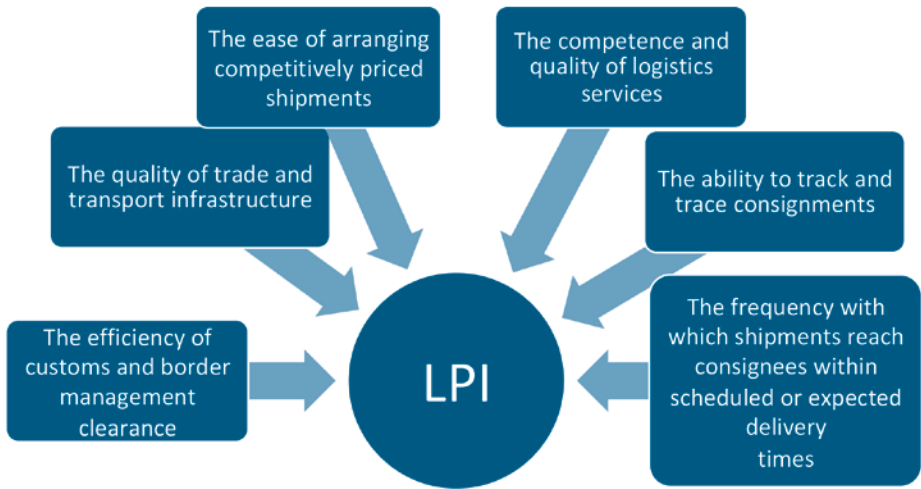 The ease of arranging
competitively priced
shipments
The competence and
quality of logistics
services
The quality of trade and
transport infrastructure
The ability to track and
trace consignments
The efficiency of
customs and border
management
clearance
LPI
The frequency with
which shipments reach
consignees within
scheduled or expected
delivery
times